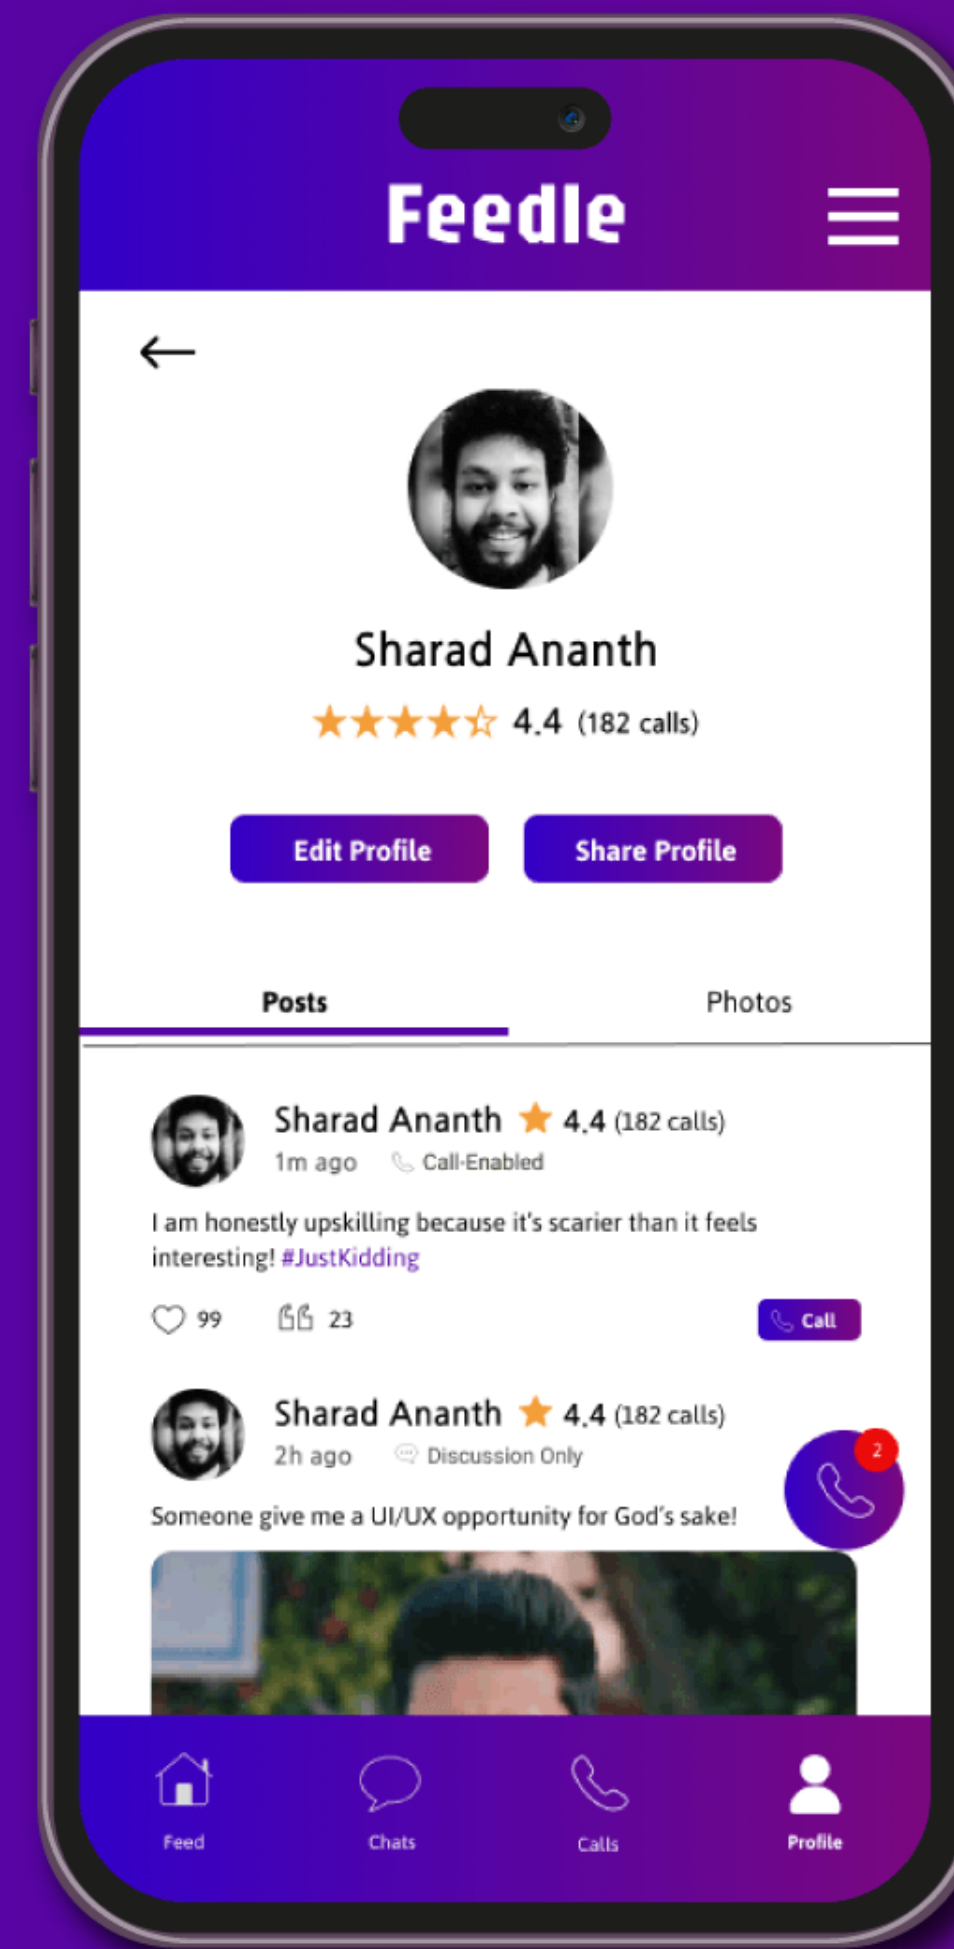 Feedle
Sharad Ananth
4.4 (182 calls)
Edit Profile
Share Profile
Posts
Photos
Sharad Ananth 4.4 (182 calls)
1m ago Call-Enabled
I am honestly upskilling because it's scarier than it feels
interesting! #JustKidding
99 23
Call
Sharad Ananth 4.4 (182 calls)
2h ago Discussion Only
2
Someone give me a UI/UX opportunity for God's sake!
Feed
Chats
Calls
Profile